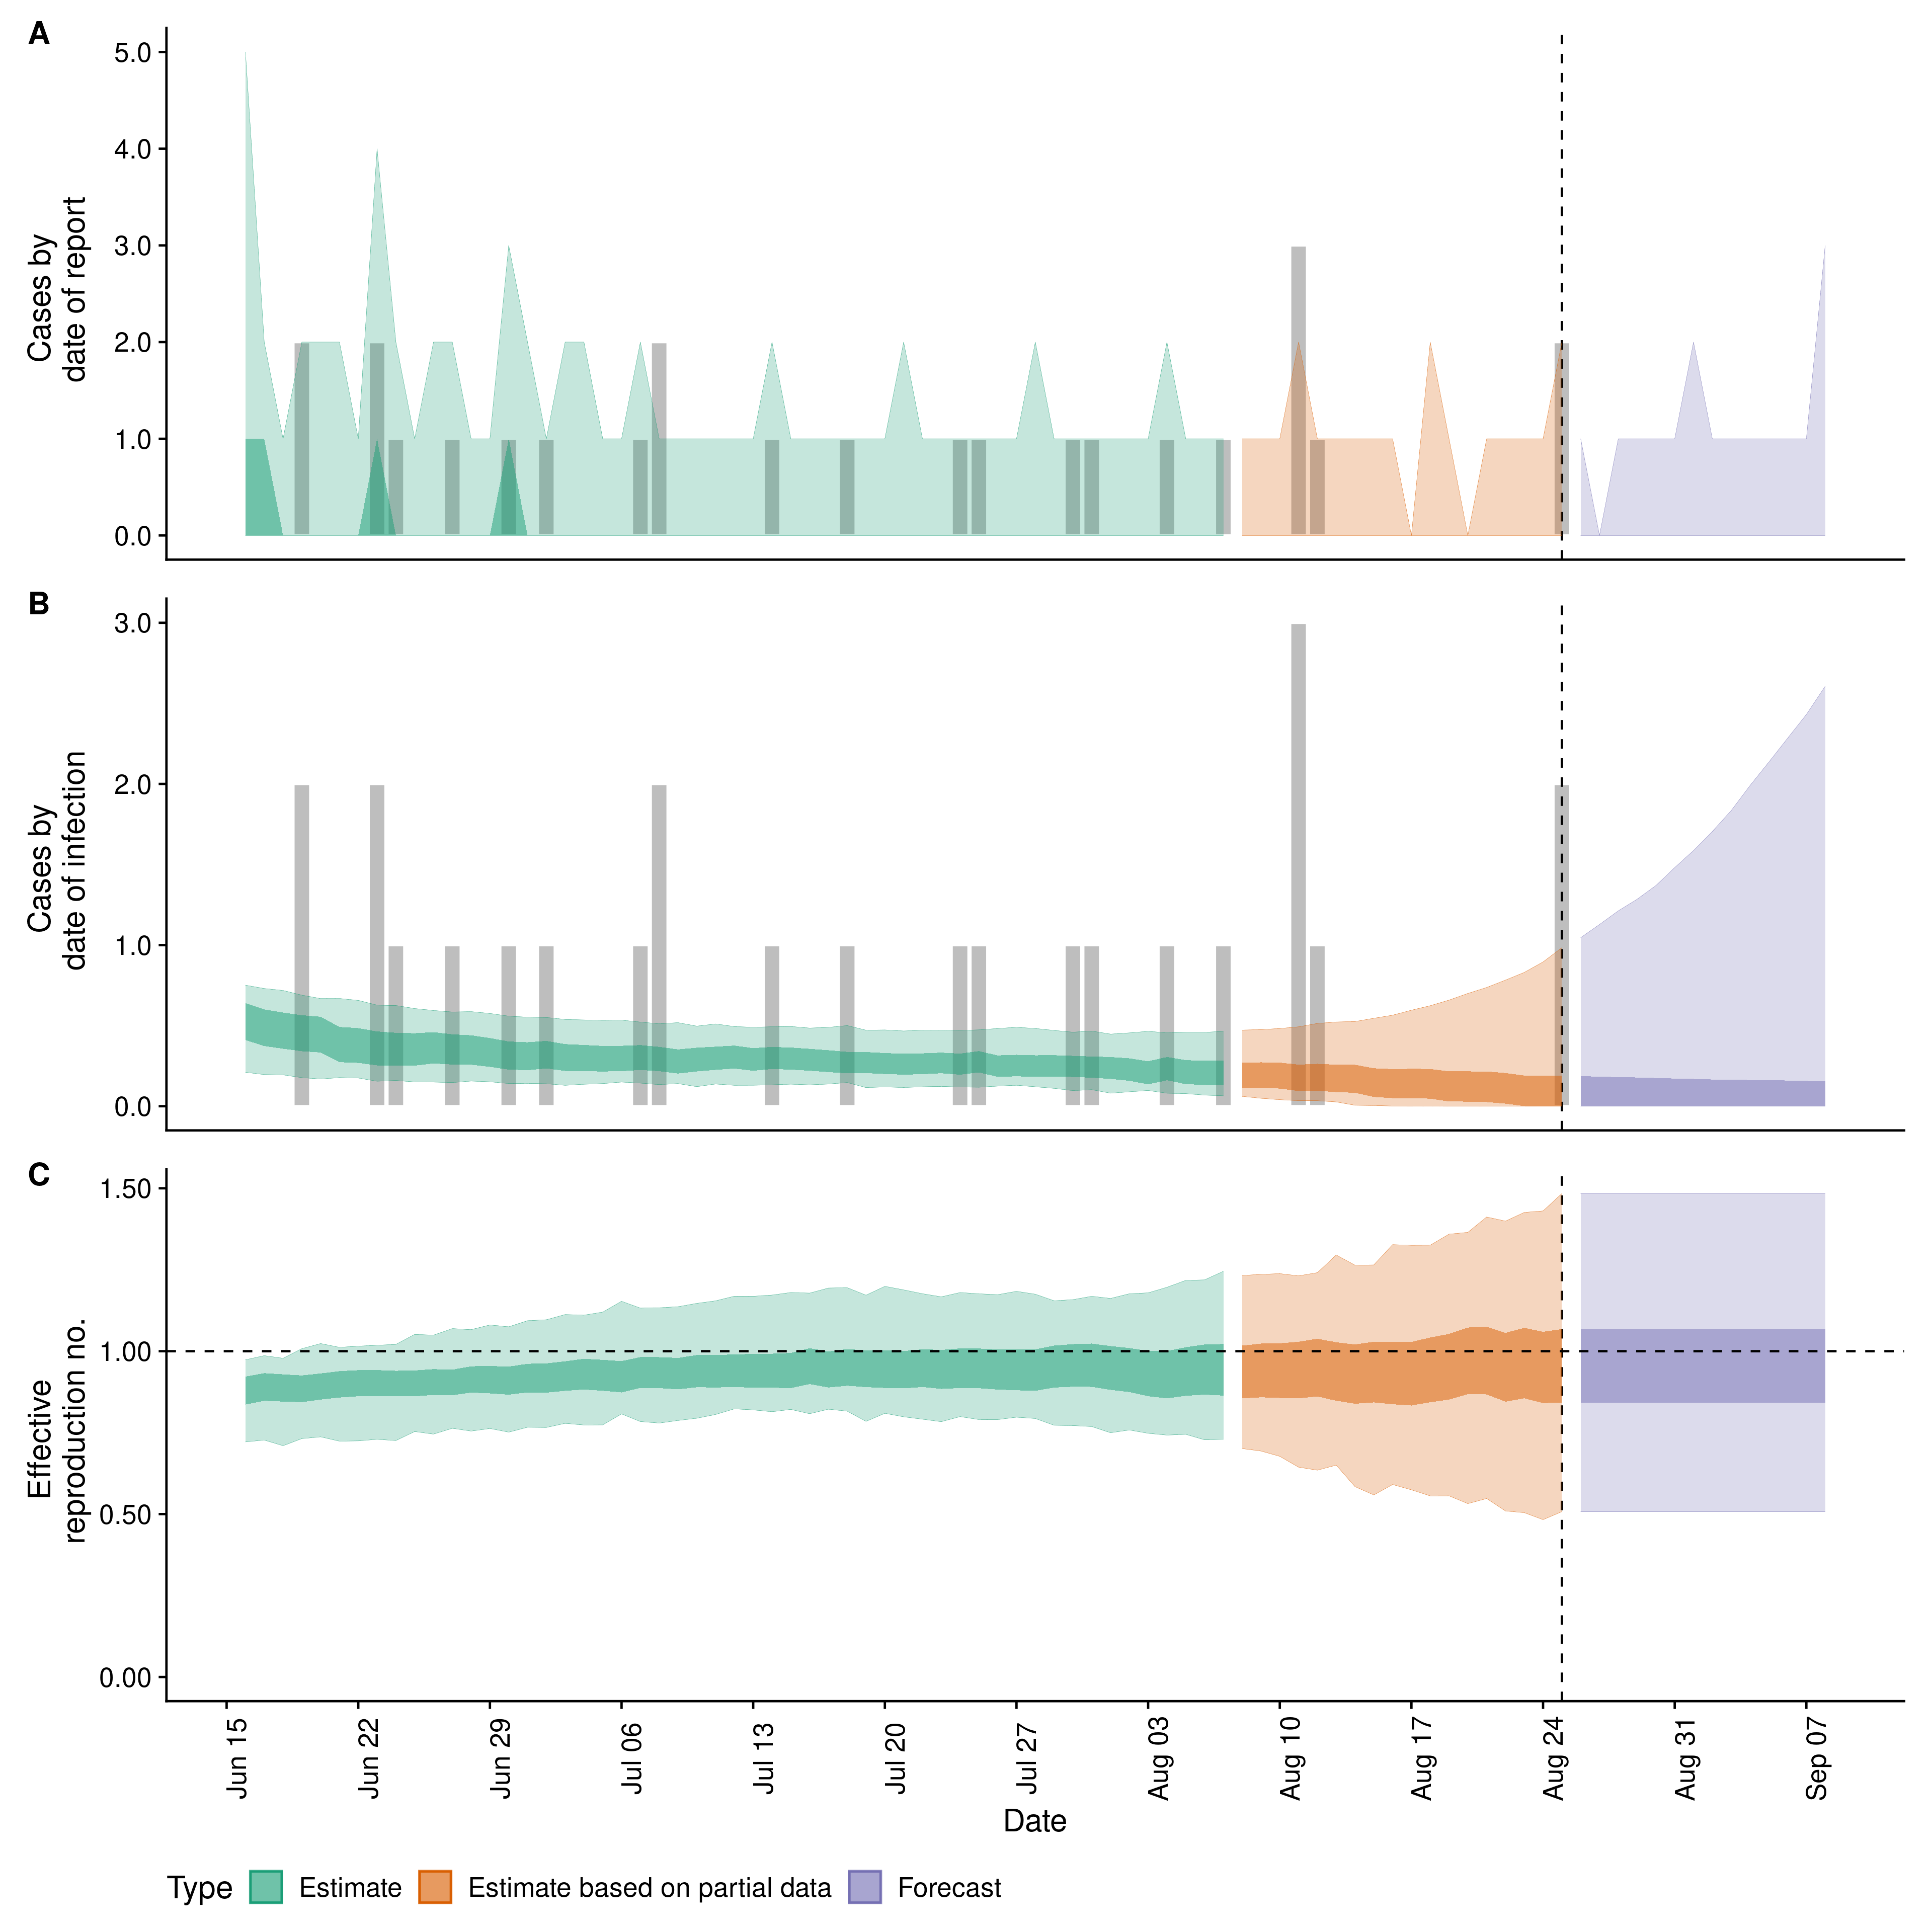 A
Cases by
date of report
5.0
4.0
3.0
2.0
1.0
0.0
B
Cases by
date of infection
3.0
2.0
1.0
0.0
C
Effective
reproduction no.
1.50
1.00
0.50
0.00
Jun 15
Jun 22
Jun 29
Jul 06
Jul 13
Jul 20
Jul 27
Aug 03
Aug 10
Aug 17
Aug 24
Aug 31
Sep 07
Date
Type Estimate Estimate based on partial data Forecast